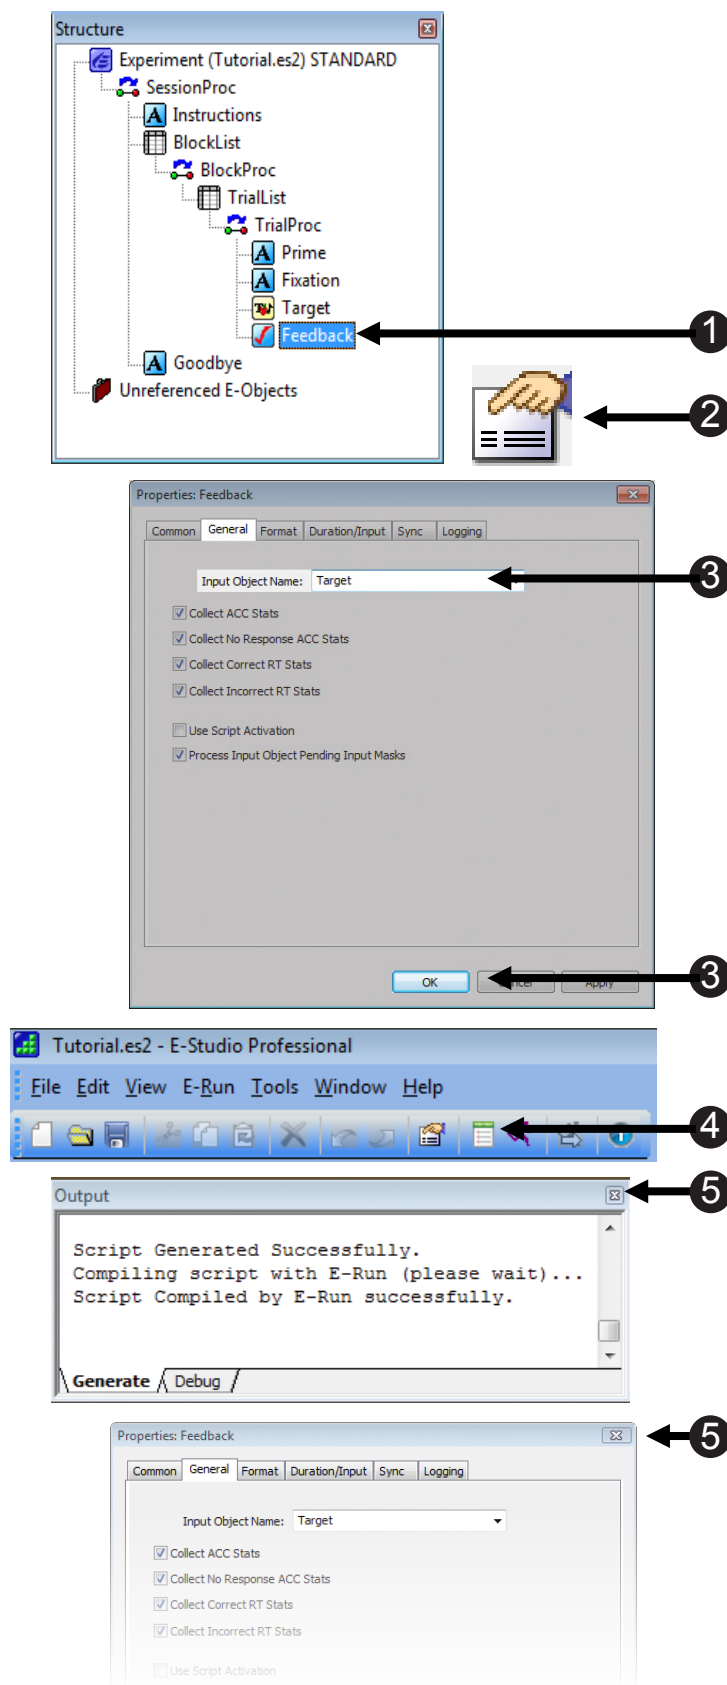 Structure
Experiment (Tutorial.es2) STANDARD
SessionProc
A Instructions
BlockList
BlockProc
TrialList
TrialProc
A Prime
A Fixation
Target
Feedback
1
A Goodbye
Unreferenced E-Objects
2
Properties: Feedback
Common General Format Duration/Input Sync Logging
Input Object Name: Target
3
Collect ACC Stats
Collect No Response ACC Stats
Collect Correct RT Stats
Collect Incorrect RT Stats
Use Script Activation
Process Input Object Pending Input Masks
OK Cancel Apply
3
Tutorial.es2 - E-Studio Professional
File Edit View E-Run Tools Window Help
4
Output
5
Script Generated Successfully.
Compiling script with E-Run (please wait)...
Script Compiled by E-Run successfully.
Generate Debug
Properties: Feedback
5
Common General Format Duration/Input Sync Logging
Input Object Name: Target
Collect ACC Stats
Collect No Response ACC Stats
Collect Correct RT Stats
Collect Incorrect RT Stats
Use Script Activation